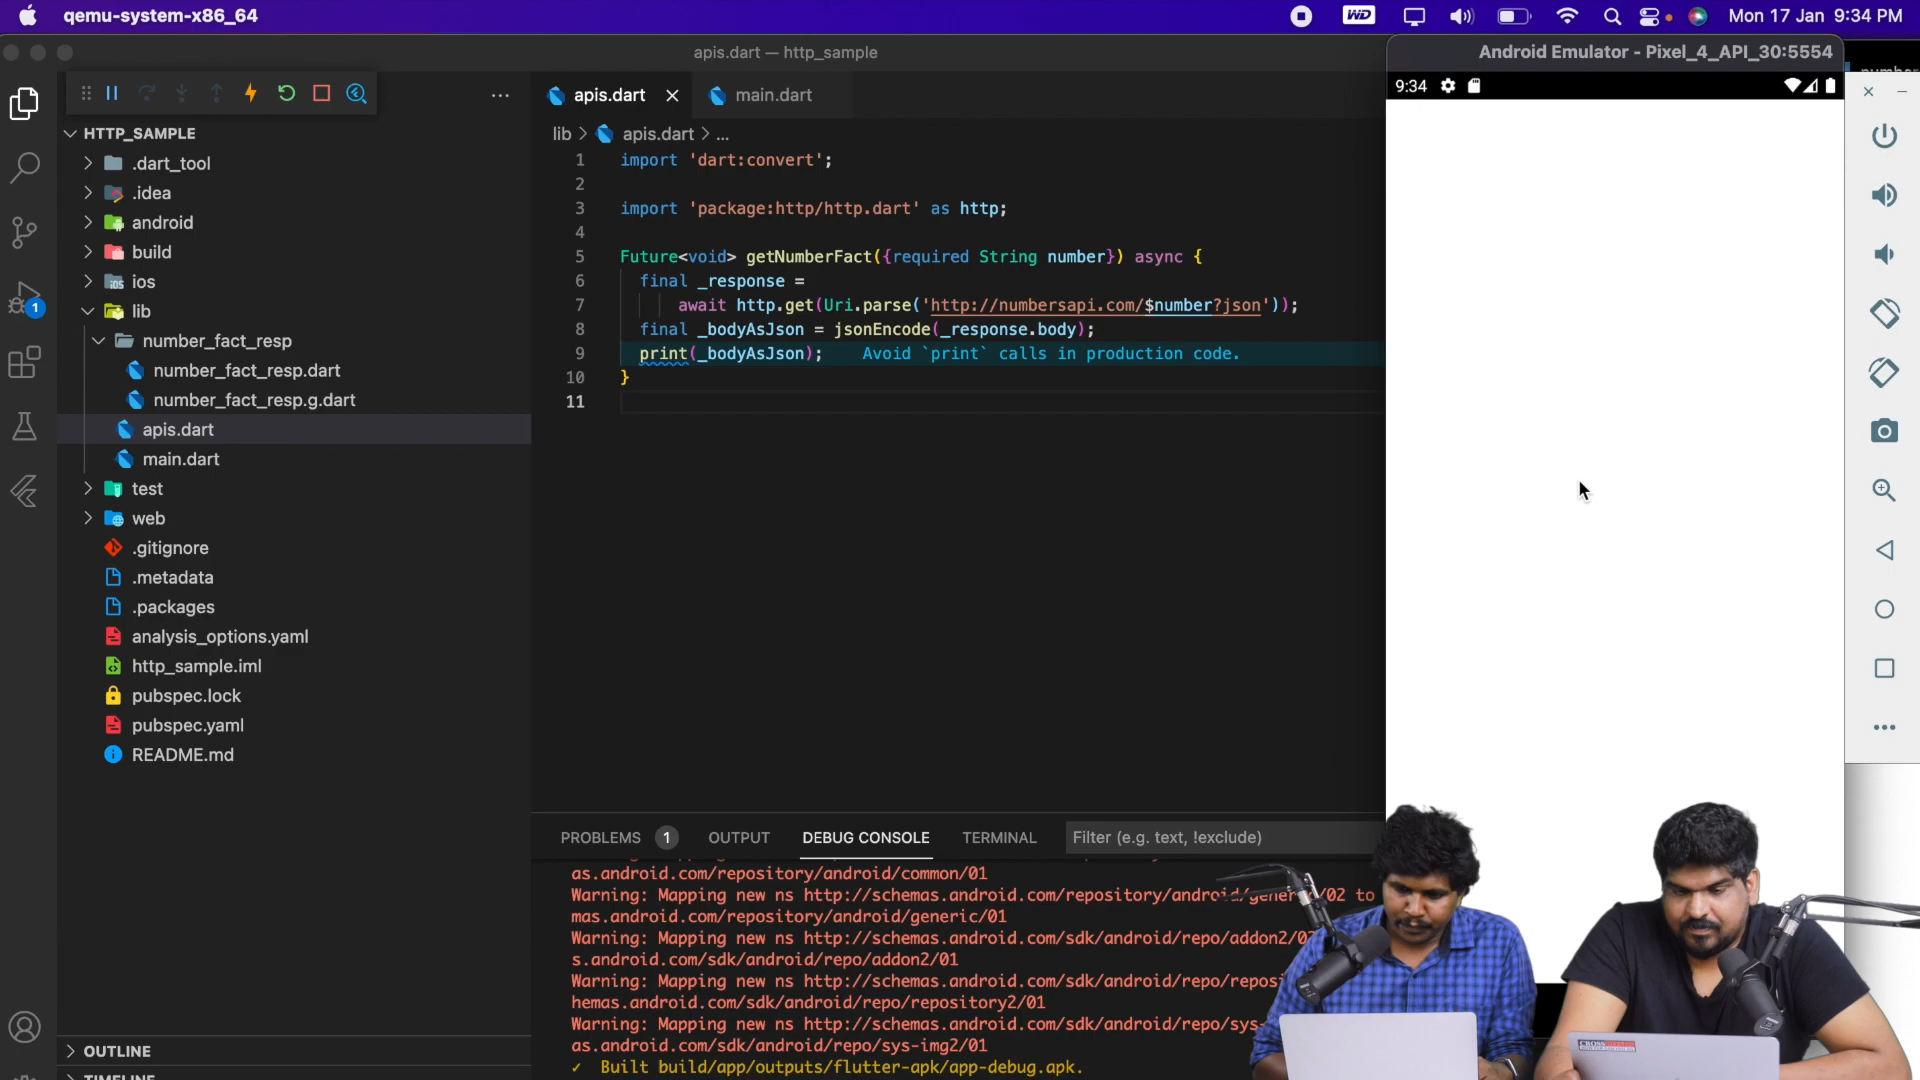 qemu-system-x86_64
WD
Mon 17 Jan 9:34 PM
apis.dart — http_sample
Android Emulator - Pixel_4_API_30:5554
9:34
HTTP_SAMPLE
.dart_tool
.idea
android
build
ios
lib
number_fact_resp
number_fact_resp.dart
number_fact_resp.g.dart
apis.dart
main.dart
test
web
.gitignore
.metadata
.packages
analysis_options.yaml
http_sample.iml
pubspec.lock
pubspec.yaml
README.md
OUTLINE
TIMELINE
1
apis.dart
main.dart
lib > apis.dart > ...
1 import 'dart:convert';
2
3 import 'package:http/http.dart' as http;
4
5 Future<void> getNumberFact({required String number}) async {
6 final _response =
7 await http.get(Uri.parse('http://numbersapi.com/$number?json'));
8 final _bodyAsJson = jsonEncode(_response.body);
9 print(_bodyAsJson); Avoid `print` calls in production code.
10 }
11
PROBLEMS 1 OUTPUT DEBUG CONSOLE TERMINAL Filter (e.g. text, !exclude)
as.android.com/repository/android/common/01
Warning: Mapping new ns http://schemas.android.com/repository/android/generic/02 to
mas.android.com/repository/android/generic/01
Warning: Mapping new ns http://schemas.android.com/sdk/android/repo/addon2/02
s.android.com/sdk/android/repo/addon2/01
Warning: Mapping new ns http://schemas.android.com/sdk/android/repo/reposi
hemas.android.com/sdk/android/repo/repository2/01
Warning: Mapping new ns http://schemas.android.com/sdk/android/repo/sys-
as.android.com/sdk/android/repo/sys-img2/01
✓ Built build/app/outputs/flutter-apk/app-debug.apk.